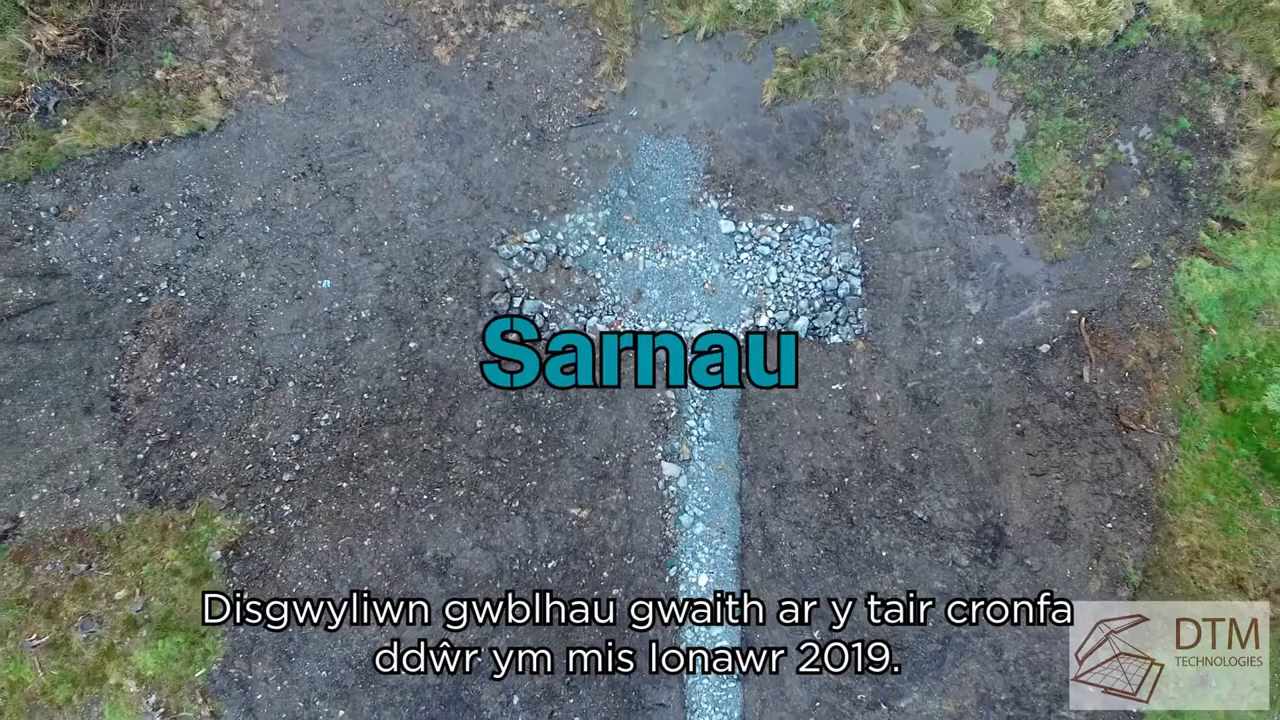 Sarnau
Disgwyliwn gwblhau gwaith ar y tair cronfa
ddŵr ym mis Ionawr 2019.
DTM
TECHNOLOGIES